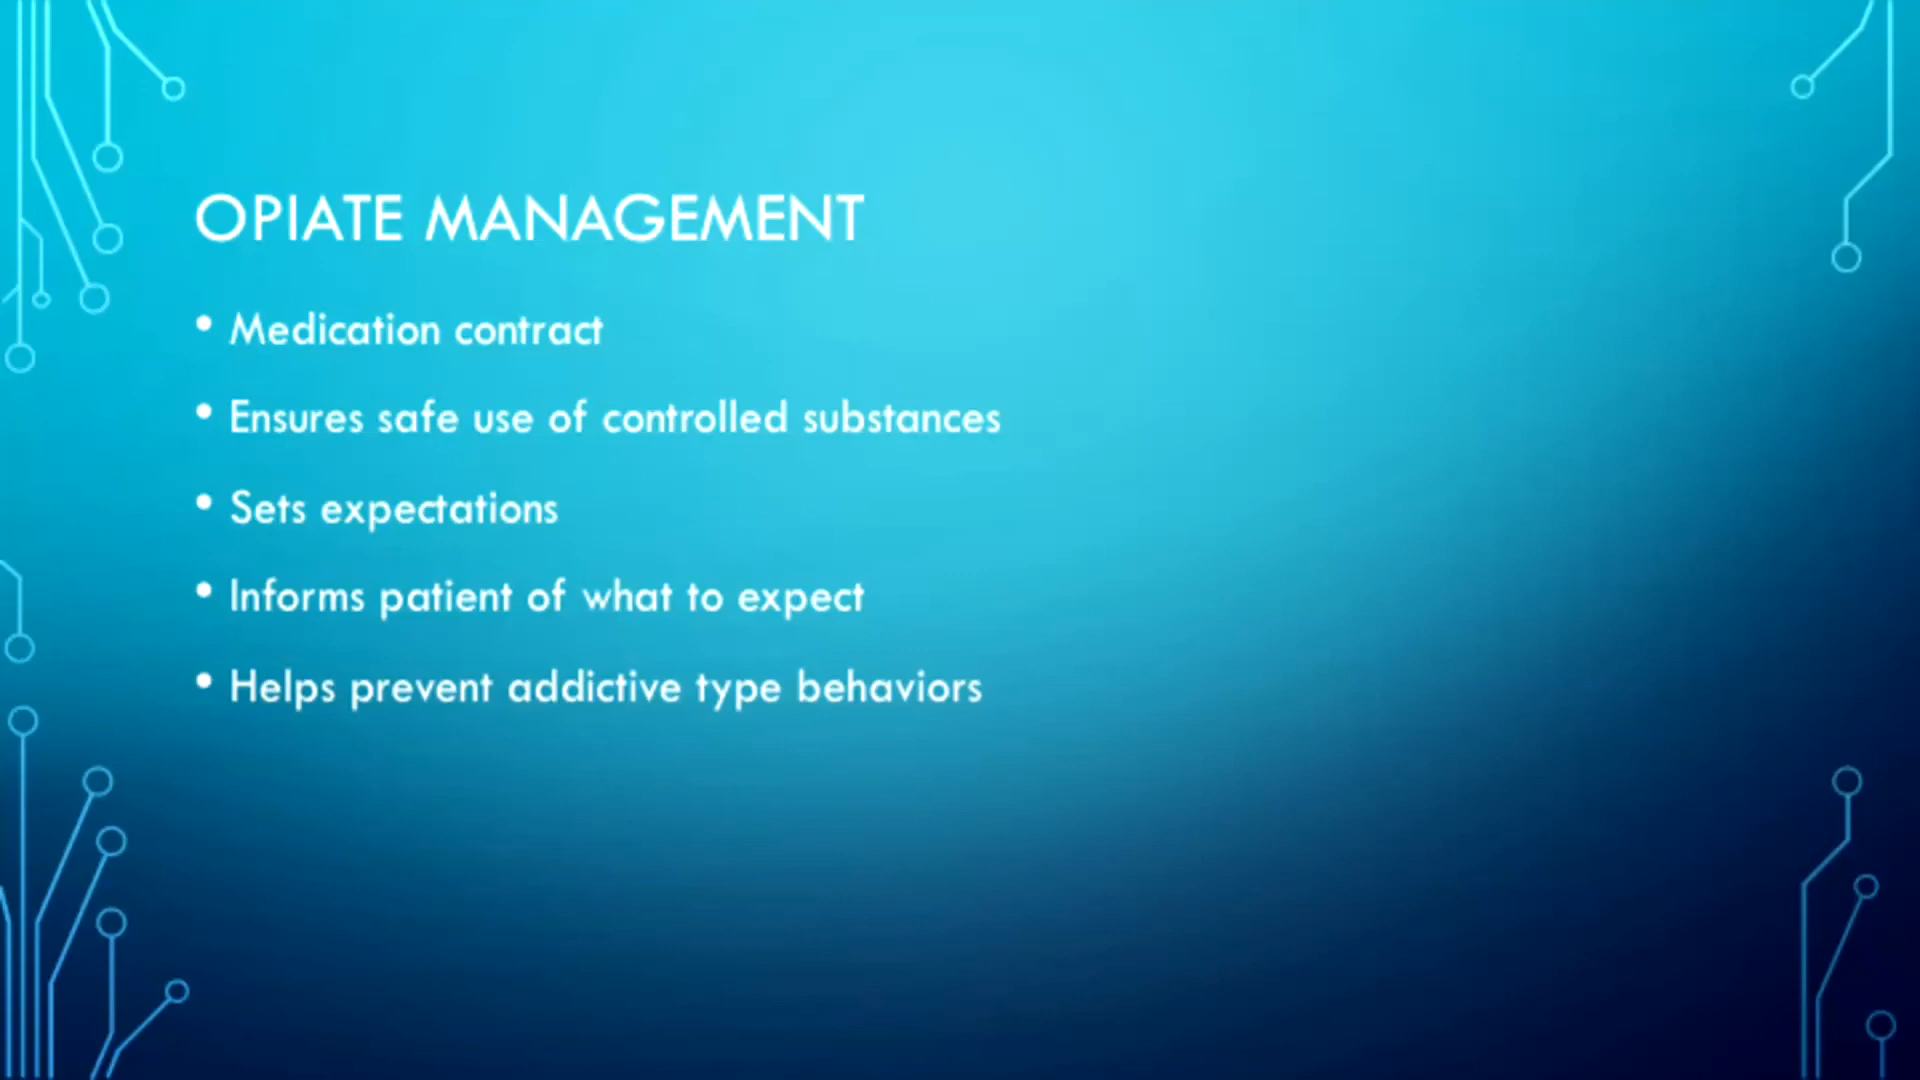 OPIATE MANAGEMENT
• Medication contract
• Ensures safe use of controlled substances
• Sets expectations
• Informs patient of what to expect
• Helps prevent addictive type behaviors